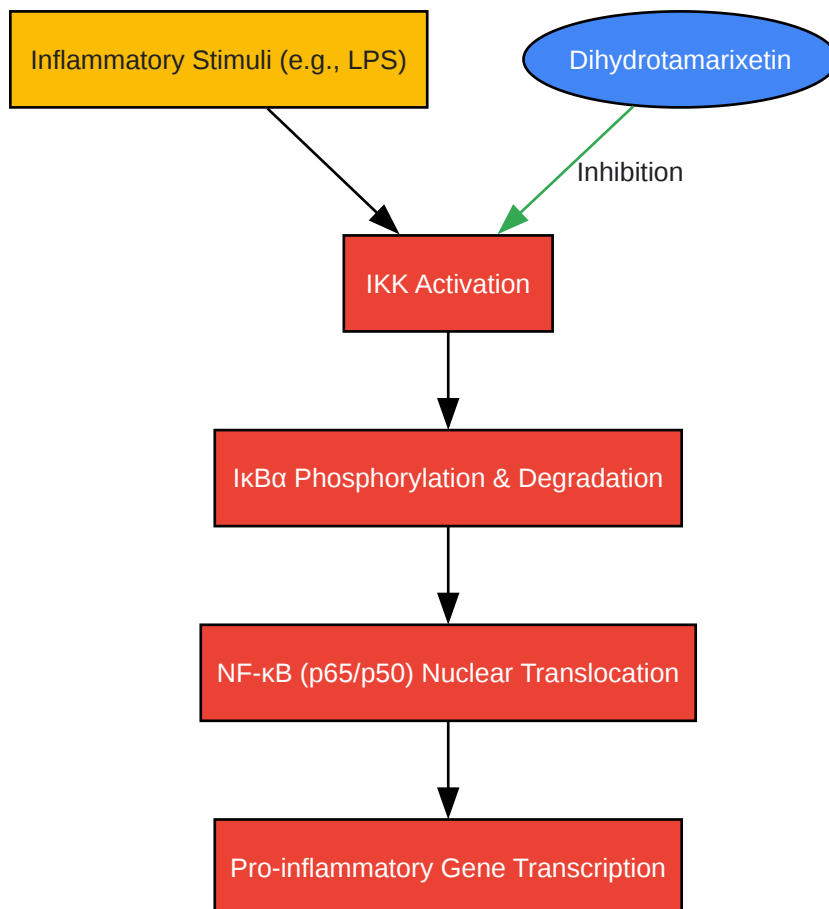 Inflammatory Stimuli (e.g., LPS)
Dihydrotamarixetin
Inhibition
IKK Activation
IκBα Phosphorylation & Degradation
NF-κB (p65/p50) Nuclear Translocation
Pro-inflammatory Gene Transcription